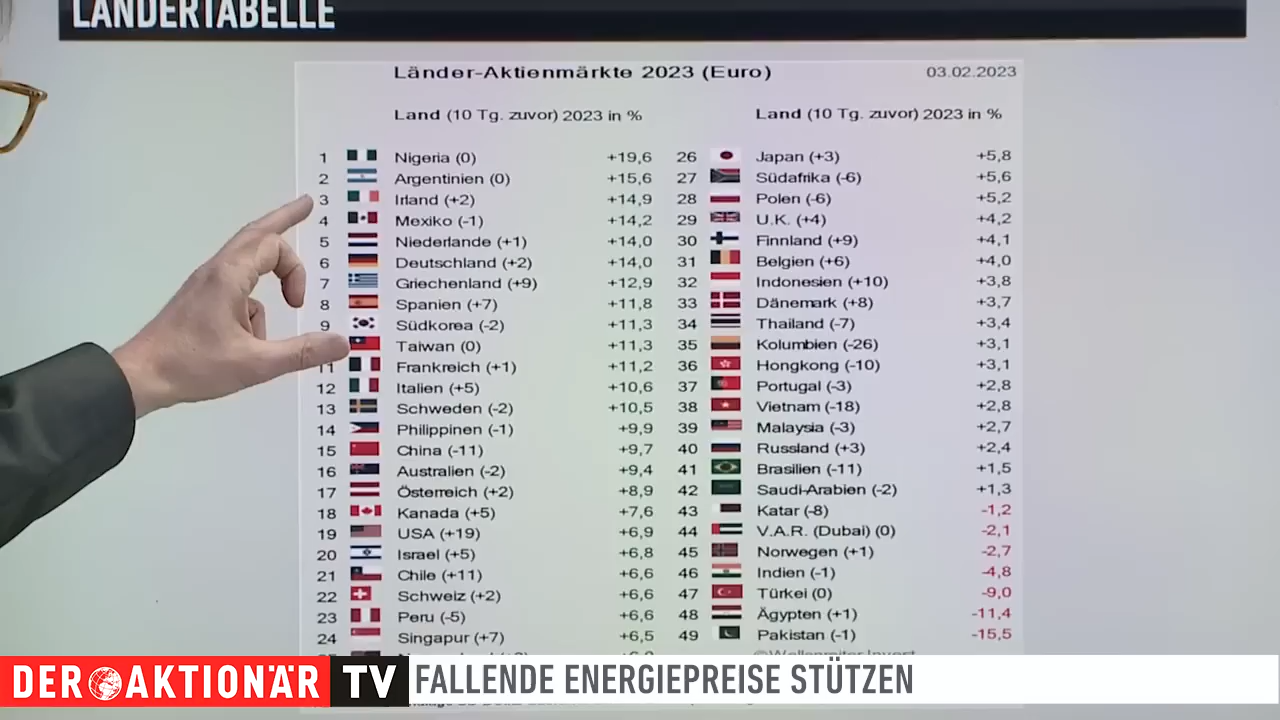 LÄNDERTABELLE
Länder-Aktienmärkte 2023 (Euro) 03.02.2023
Land (10 Tg. zuvor) 2023 in % Land (10 Tg. zuvor) 2023 in %
1 Nigeria (0) +19,6 26 Japan (+3) +5,8
2 Argentinien (0) +15,6 27 Südafrika (-6) +5,6
3 Irland (+2) +14,9 28 Polen (-6) +5,2
4 Mexiko (-1) +14,2 29 U.K. (+4) +4,2
5 Niederlande (+1) +14,0 30 Finnland (+9) +4,1
6 Deutschland (+2) +14,0 31 Belgien (+6) +4,0
7 Griechenland (+9) +12,9 32 Indonesien (+10) +3,8
8 Spanien (+7) +11,8 33 Dänemark (+8) +3,7
9 Südkorea (-2) +11,3 34 Thailand (-7) +3,4
Taiwan (0) +11,3 35 Kolumbien (-26) +3,1
11 Frankreich (+1) +11,2 36 Hongkong (-10) +3,1
12 Italien (+5) +10,6 37 Portugal (-3) +2,8
13 Schweden (-2) +10,5 38 Vietnam (-18) +2,8
14 Philippinen (-1) +9,9 39 Malaysia (-3) +2,7
15 China (-11) +9,7 40 Russland (+3) +2,4
16 Australien (-2) +9,4 41 Brasilien (-11) +1,5
17 Österreich (+2) +8,9 42 Saudi-Arabien (-2) +1,3
18 Kanada (+5) +7,6 43 Katar (-8) -1,2
19 USA (+19) +6,9 44 V.A.R. (Dubai) (0) -2,1
20 Israel (+5) +6,8 45 Norwegen (+1) -2,7
21 Chile (+11) +6,6 46 Indien (-1) -4,8
22 Schweiz (+2) +6,6 47 Türkei (0) -9,0
23 Peru (-5) +6,6 48 Ägypten (+1) -11,4
24 Singapur (+7) +6,5 49 Pakistan (-1) -15,5
©Wellenreiter Invest
DER AKTIONÄR TV FALLENDE ENERGIEPREISE STÜTZEN